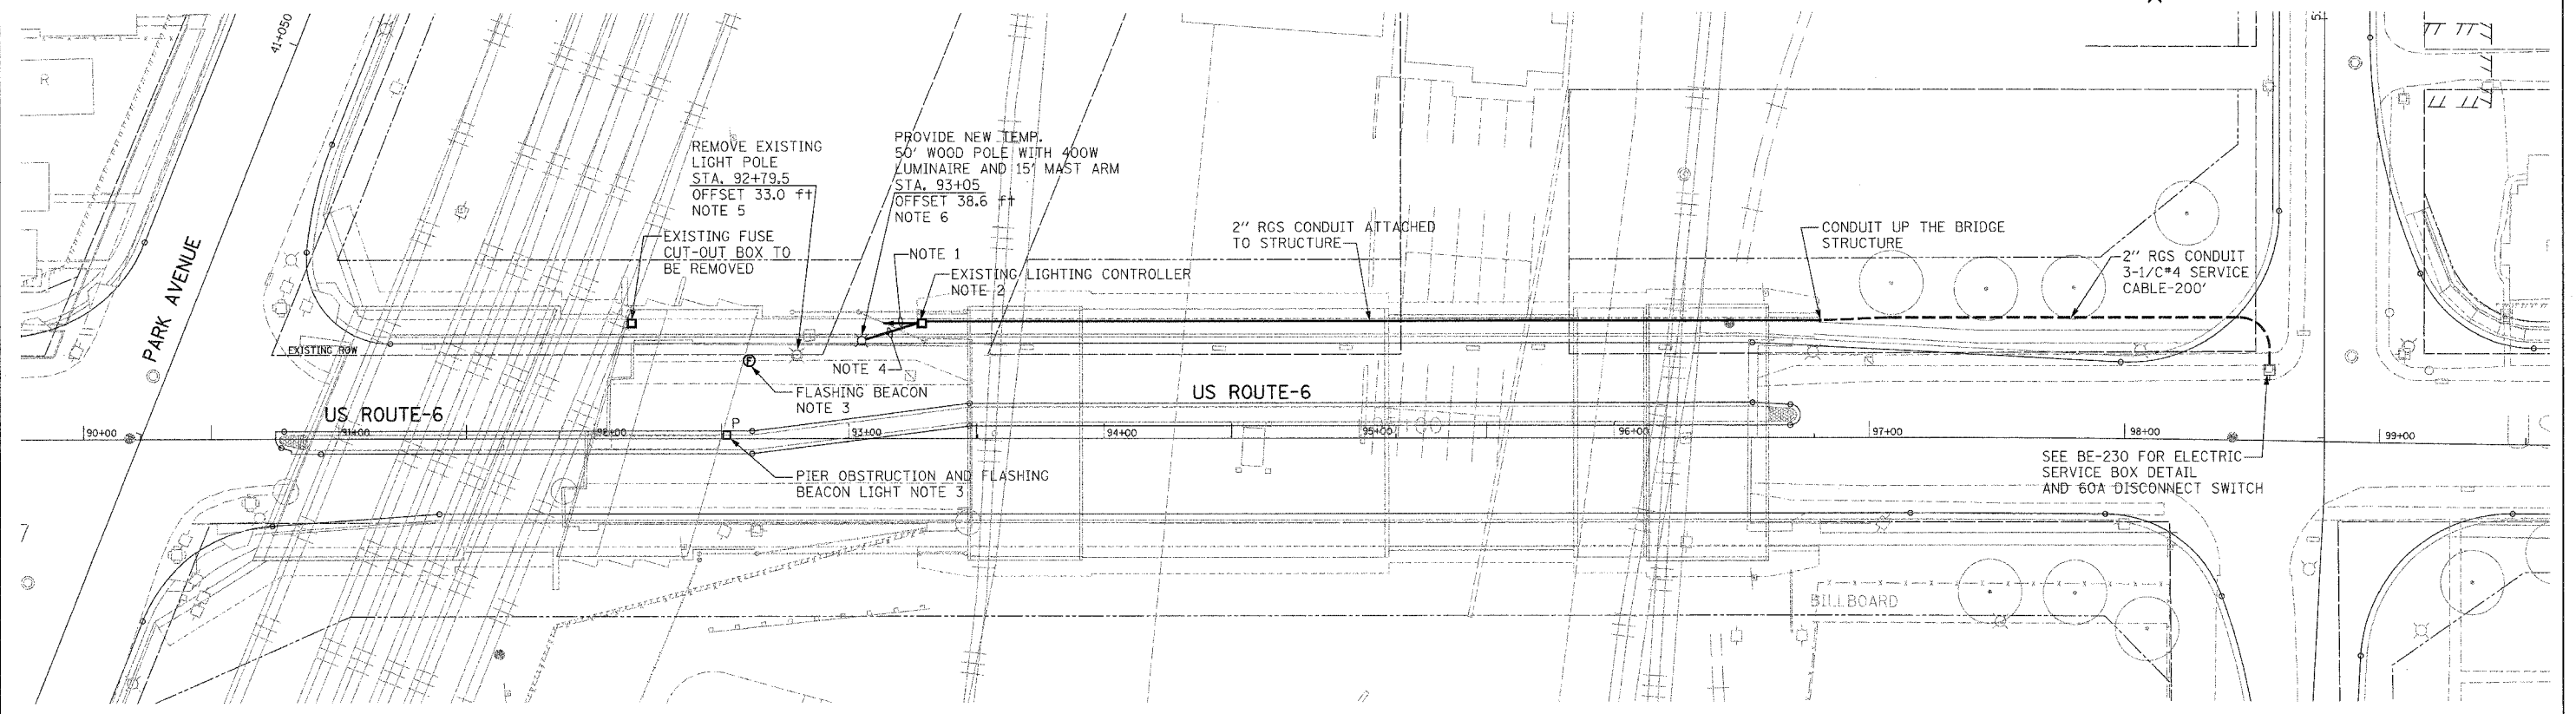 41+050
R
PARK AVENUE
REMOVE EXISTING
LIGHT POLE
STA. 92+79.5
OFFSET 33.0 ft
NOTE 5
EXISTING FUSE
CUT-OUT BOX TO
BE REMOVED
PROVIDE NEW TEMP.
50' WOOD POLE WITH 400W
LUMINAIRE AND 15' MAST ARM
STA. 93+05
OFFSET 38.6 ft
NOTE 6
NOTE 1
EXISTING LIGHTING CONTROLLER
NOTE 2
2" RGS CONDUIT ATTACHED
TO STRUCTURE
CONDUIT UP THE BRIDGE
STRUCTURE
2" RGS CONDUIT
3-1/C#4 SERVICE
CABLE-200'
EXISTING ROW
NOTE 4
F
FLASHING BEACON
NOTE 3
US ROUTE-6
US ROUTE-6
P
90+00
91+00
92+00
93+00
94+00
95+00
96+00
97+00
98+00
99+00
PIER OBSTRUCTION AND FLASHING
BEACON LIGHT NOTE 3
SEE BE-230 FOR ELECTRIC
SERVICE BOX DETAIL
AND 60A DISCONNECT SWITCH
7
BILLBOARD